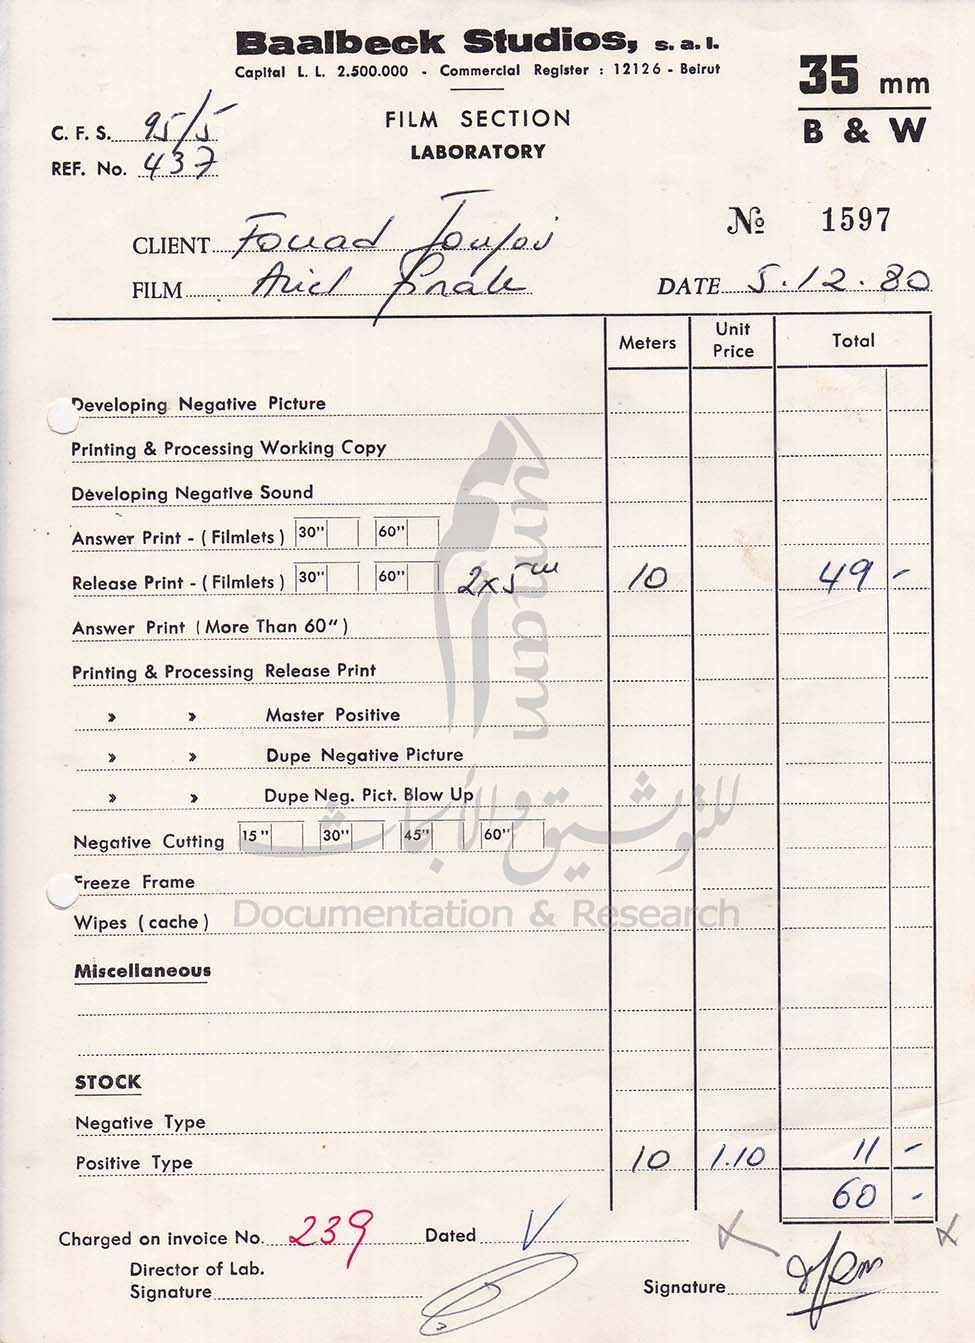 Baalbeck Studios, s.a.l.
Capital L. L. 2.500.000 - Commercial Register : 12126 - Beirut
35 mm
B & W
FILM SECTION
LABORATORY
C. F. S. 95/5
REF. No. 437
Nº 1597
CLIENT Fouad
FILM Ariel
DATE 5.12.80
Meters Unit Price Total
Developing Negative Picture
Printing & Processing Working Copy
Developing Negative Sound
Answer Print - ( Filmlets ) 30" 60"
Release Print - ( Filmlets ) 30" 60" 2x5m 10 49 -
Answer Print ( More Than 60" )
Printing & Processing Release Print
» » Master Positive
» » Dupe Negative Picture
» » Dupe Neg. Pict. Blow Up
Negative Cutting 15" 30" 45" 60"
Freeze Frame
Wipes ( cache )
Miscellaneous
STOCK
Negative Type
Positive Type 10 1.10 11 -
60 -
Charged on invoice No. 239 Dated
Director of Lab.
Signature
Signature
umam
للتوثيق والأبحاث
Documentation & Research